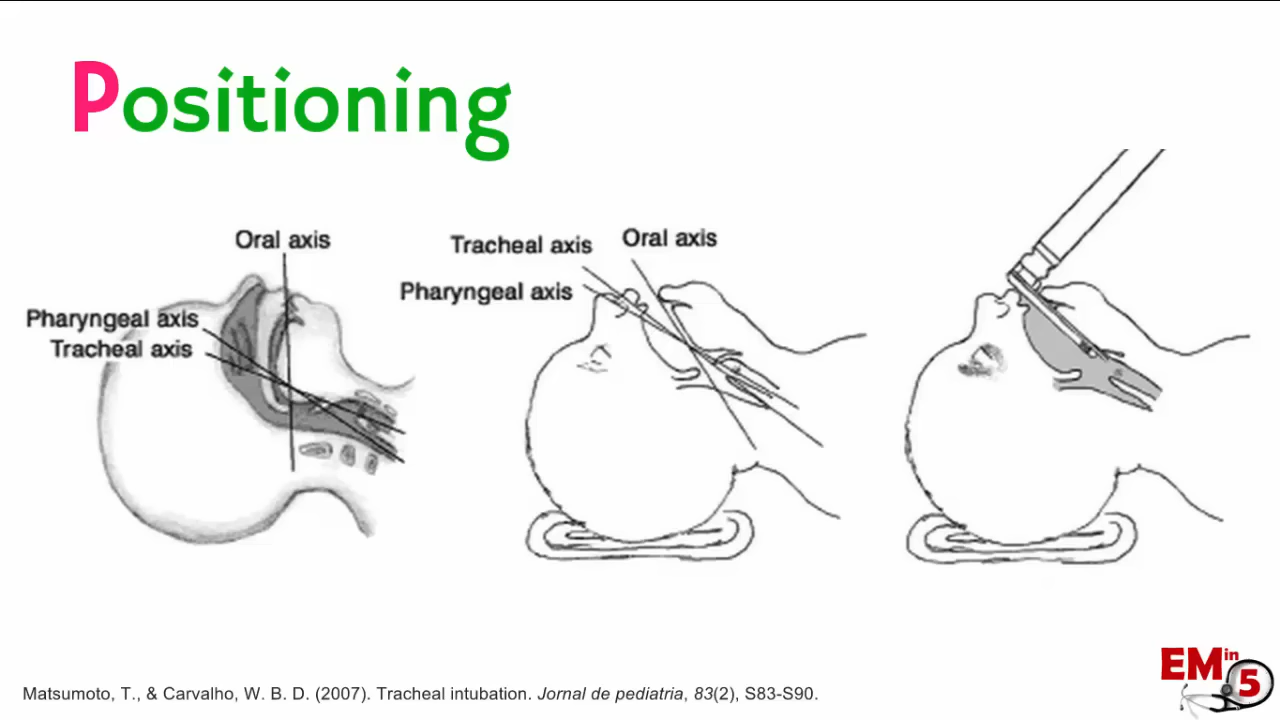 Positioning
Oral axis
Pharyngeal axis
Tracheal axis
Tracheal axis
Oral axis
Pharyngeal axis
Matsumoto, T., & Carvalho, W. B. D. (2007). Tracheal intubation. Jornal de pediatria, 83(2), S83-S90.
EM in 5